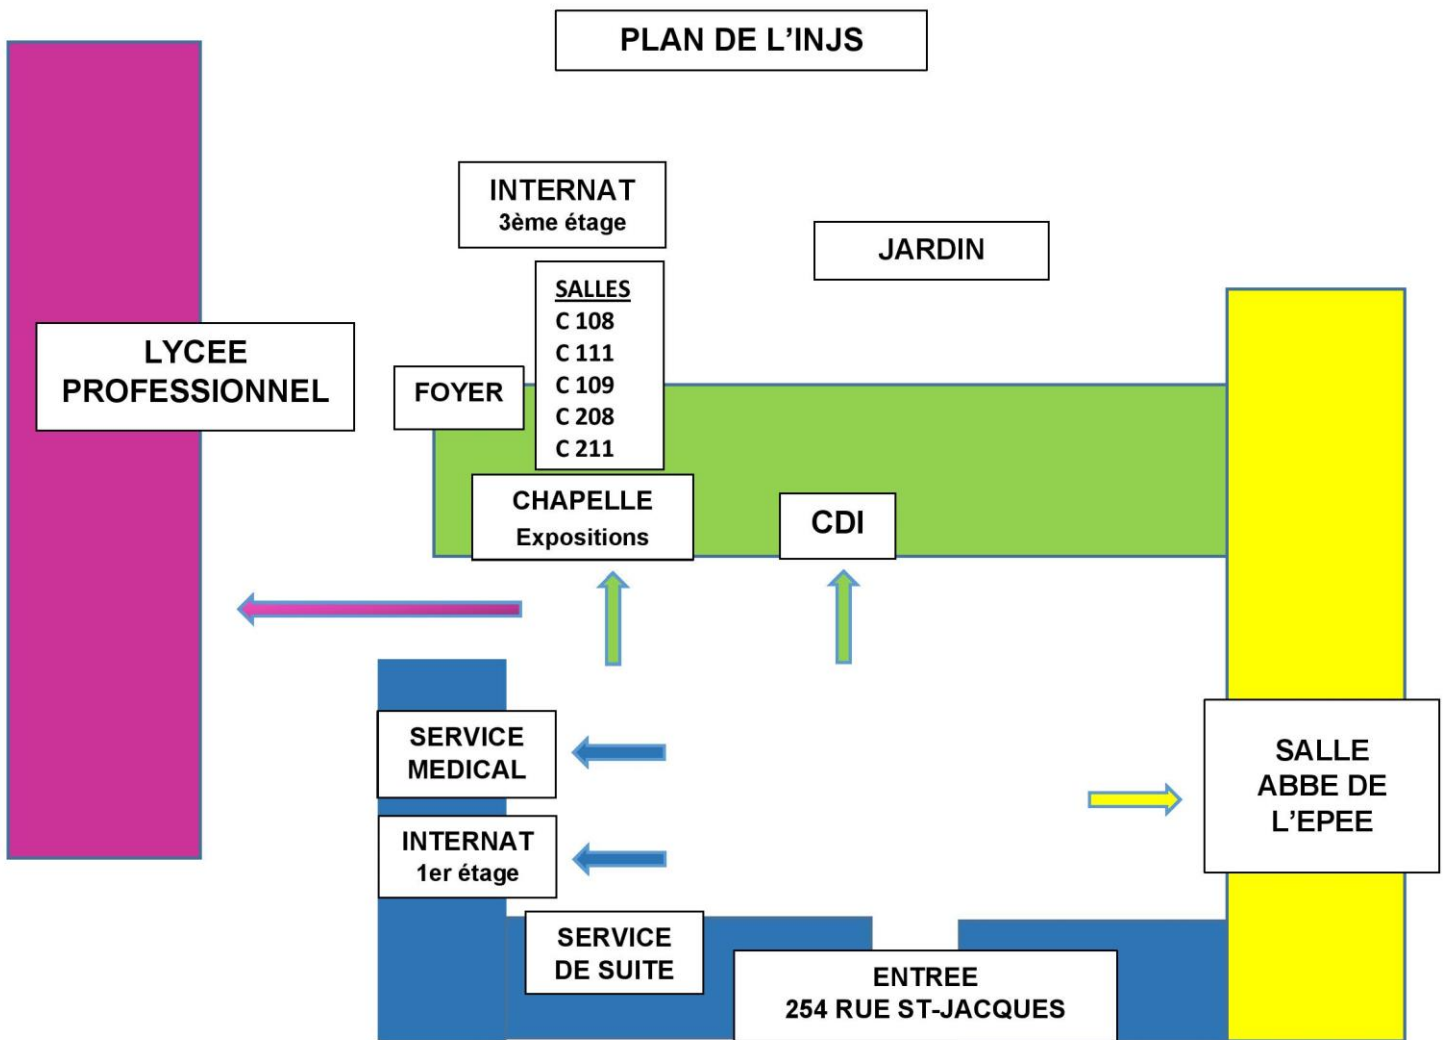 PLAN DE L'INJS
INTERNAT
3ème étage
JARDIN
SALLES
C 108
C 111
C 109
C 208
C 211
LYCEE
PROFESSIONNEL
FOYER
CHAPELLE
Expositions
CDI
SERVICE
MEDICAL
INTERNAT
1er étage
SALLE
ABBE DE
L'EPEE
SERVICE
DE SUITE
ENTREE
254 RUE ST-JACQUES